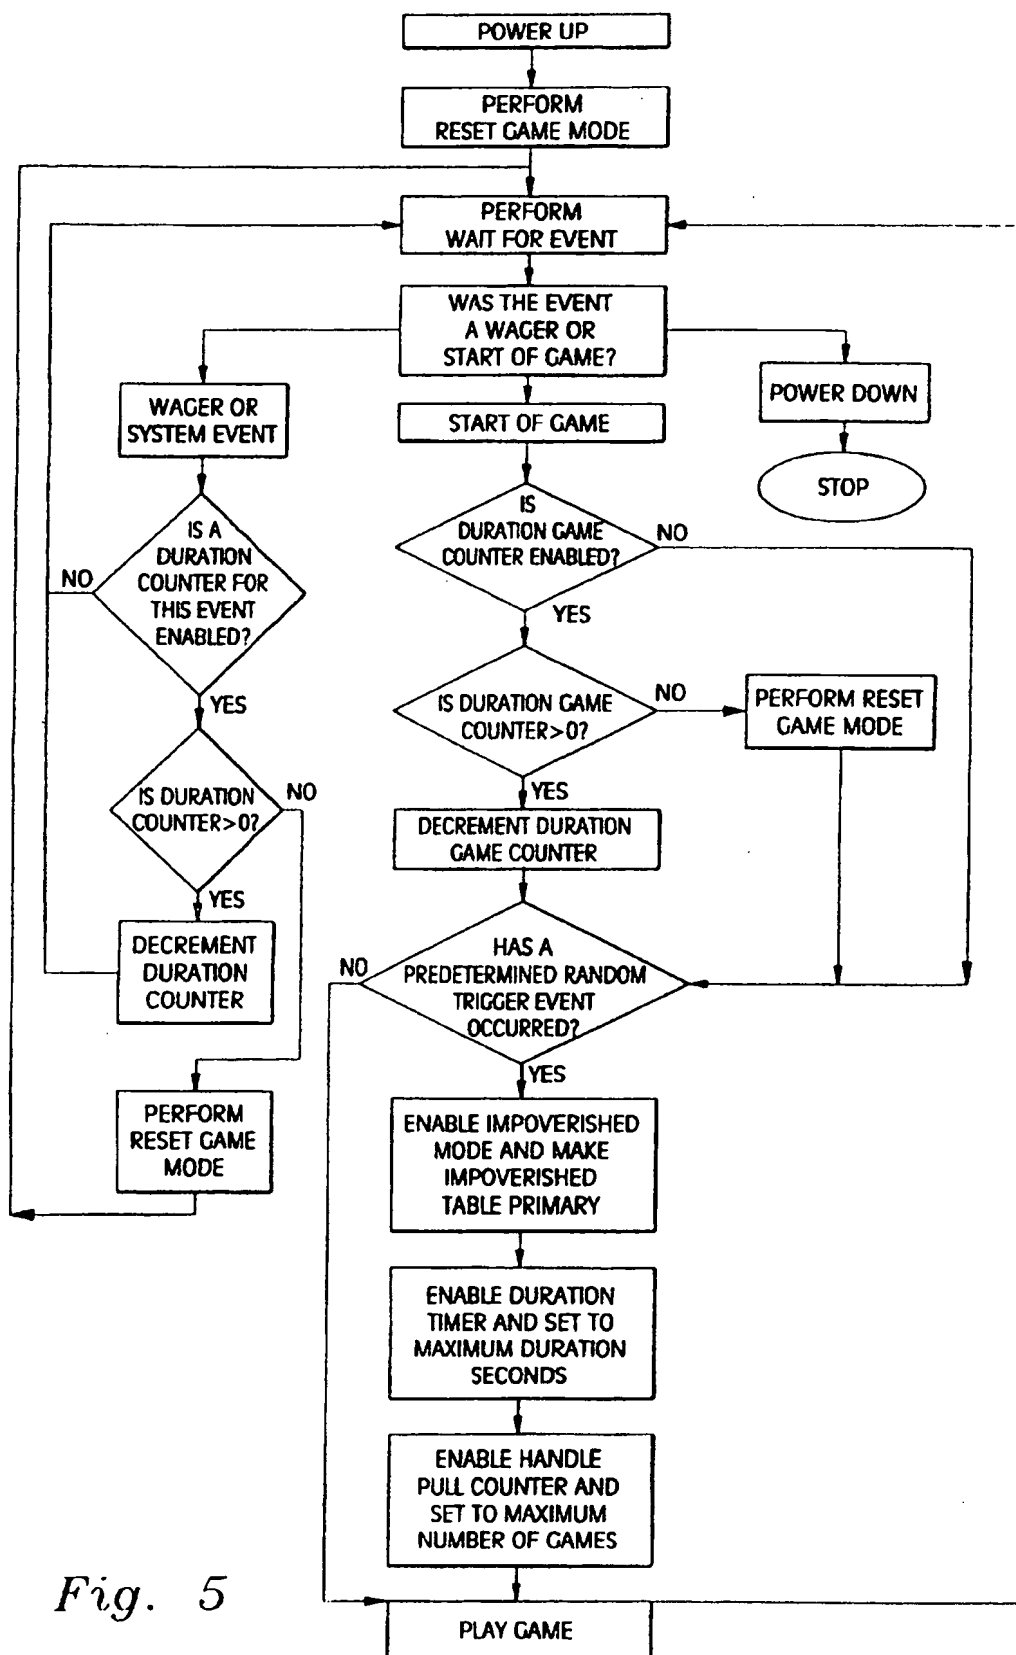 POWER UP
PERFORM
RESET GAME MODE
PERFORM
WAIT FOR EVENT
WAS THE EVENT
A WAGER OR
START OF GAME?
WAGER OR
SYSTEM EVENT
START OF GAME
POWER DOWN
STOP
IS A
DURATION
COUNTER FOR
THIS EVENT
ENABLED?
NO
YES
IS DURATION
COUNTER>0?
NO
YES
DECREMENT
DURATION
COUNTER
PERFORM
RESET GAME
MODE
IS
DURATION GAME
COUNTER ENABLED?
NO
YES
IS DURATION GAME
COUNTER>0?
NO
PERFORM RESET
GAME MODE
YES
DECREMENT DURATION
GAME COUNTER
HAS A
PREDETERMINED RANDOM
TRIGGER EVENT
OCCURRED?
NO
YES
ENABLE IMPOVERISHED
MODE AND MAKE
IMPOVERISHED
TABLE PRIMARY
ENABLE DURATION
TIMER AND SET TO
MAXIMUM DURATION
SECONDS
ENABLE HANDLE
PULL COUNTER AND
SET TO MAXIMUM
NUMBER OF GAMES
PLAY GAME
Fig. 5